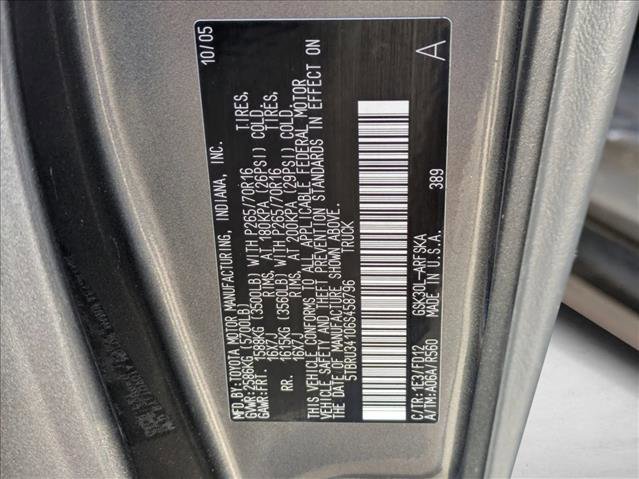 MFD.BY:TOYOTA MOTOR MANUFACTURING, INDIANA, INC. 10/05
GVWR:2586KG(5700LB)
GAWR:FRT. 1588KG (3500LB) WITH P265/70R16 TIRES,
16X7J RIMS, AT 180KPA (26PSI) COLD.
RR. 1615KG (3560LB) WITH P265/70R16 TIRES,
16X7J RIMS, AT 200KPA (29PSI) COLD
THIS VEHICLE CONFORMS TO ALL APPLICABLE FEDERAL MOTOR
VEHICLE SAFETY AND THEFT PREVENTION STANDARDS IN EFFECT ON
THE DATE OF MANUFACTURE SHOWN ABOVE.
5TBRU34106S458796 TRUCK
A
C/TR:1E3/FD12 GSK30L-ARFSKA 389
A/TM:A06A/R560 MADE IN U.S.A.